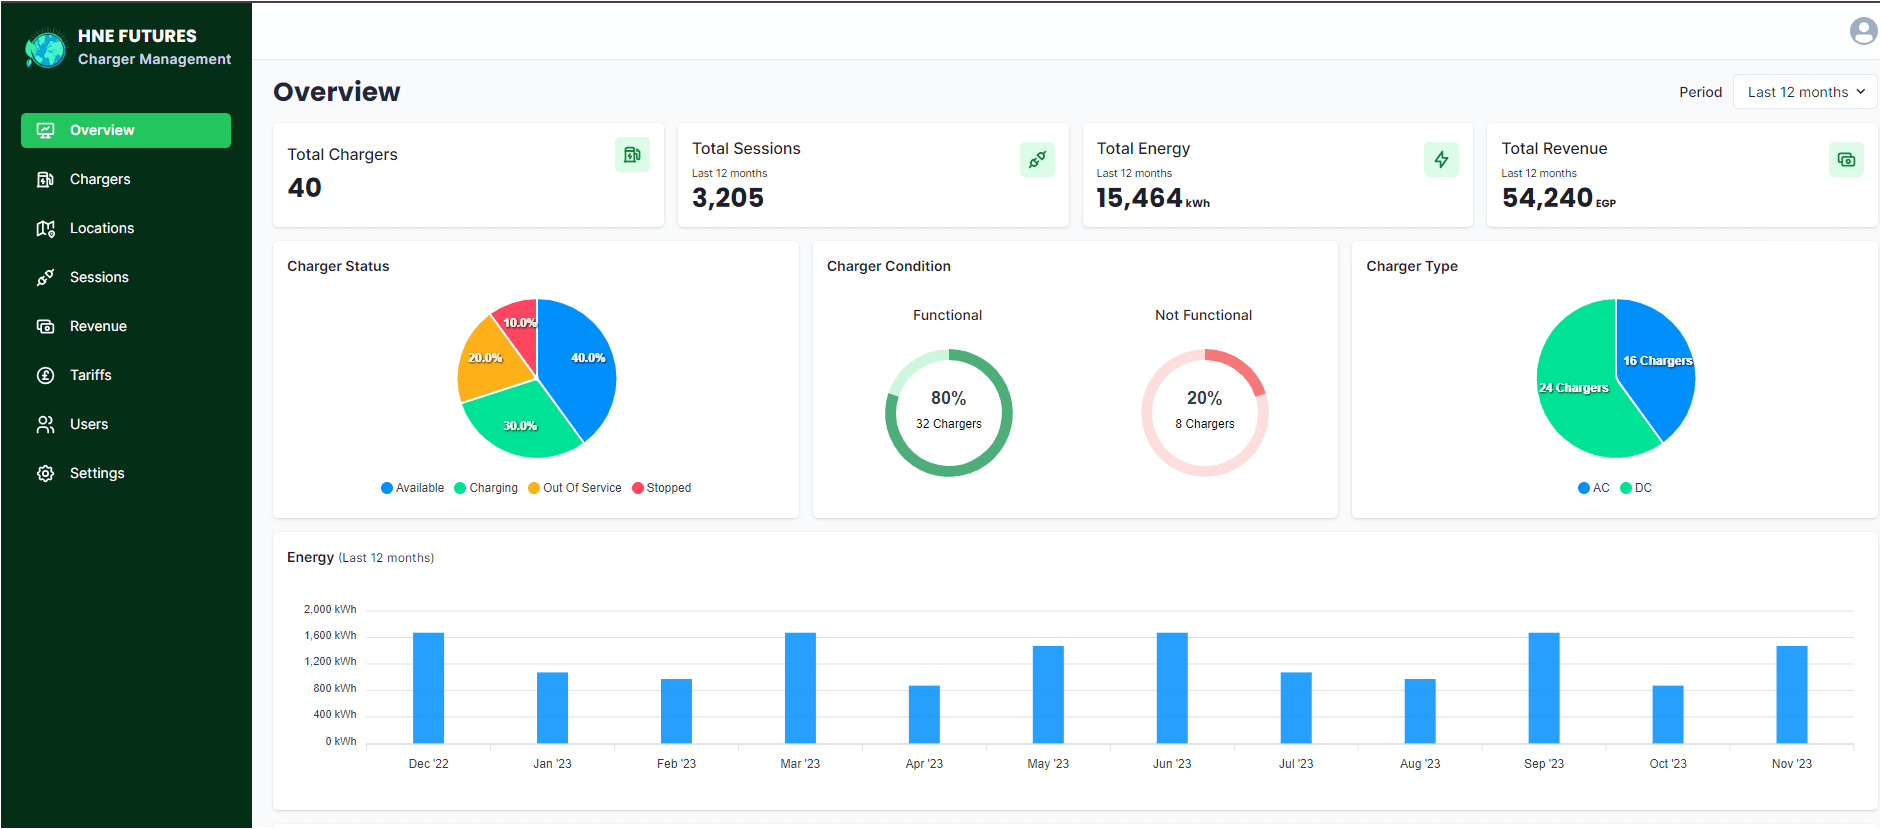 HNE FUTURES
Charger Management
Overview
Chargers
Locations
Sessions
Revenue
Tariffs
Users
Settings
Overview
Period
Last 12 months
Total Chargers
40
Total Sessions
Last 12 months
3,205
Total Energy
Last 12 months
15,464 kWh
Total Revenue
Last 12 months
54,240 EGP
Charger Status
10.0%
40.0%
20.0%
30.0%
Available Charging Out Of Service Stopped
Charger Condition
Functional
80%
32 Chargers
Not Functional
20%
8 Chargers
Charger Type
16 Chargers
24 Chargers
AC DC
Energy (Last 12 months)
2,000 kWh
1,600 kWh
1,200 kWh
800 kWh
400 kWh
0 kWh
Dec '22 Jan '23 Feb '23 Mar '23 Apr '23 May '23 Jun '23 Jul '23 Aug '23 Sep '23 Oct '23 Nov '23